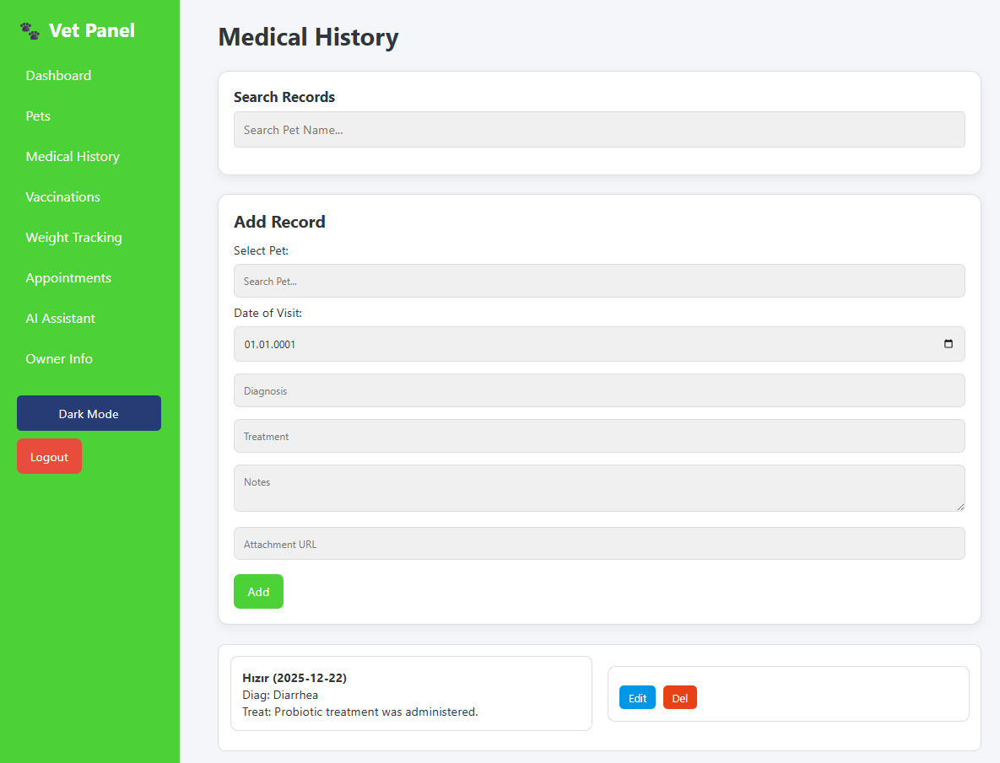 Vet Panel
Dashboard
Pets
Medical History
Vaccinations
Weight Tracking
Appointments
AI Assistant
Owner Info
Dark Mode
Logout
Medical History
Search Records
Search Pet Name...
Add Record
Select Pet:
Search Pet...
Date of Visit:
01.01.0001
Diagnosis
Treatment
Notes
Attachment URL
Add
Hızır (2025-12-22)
Diag: Diarrhea
Treat: Probiotic treatment was administered.
Edit Del